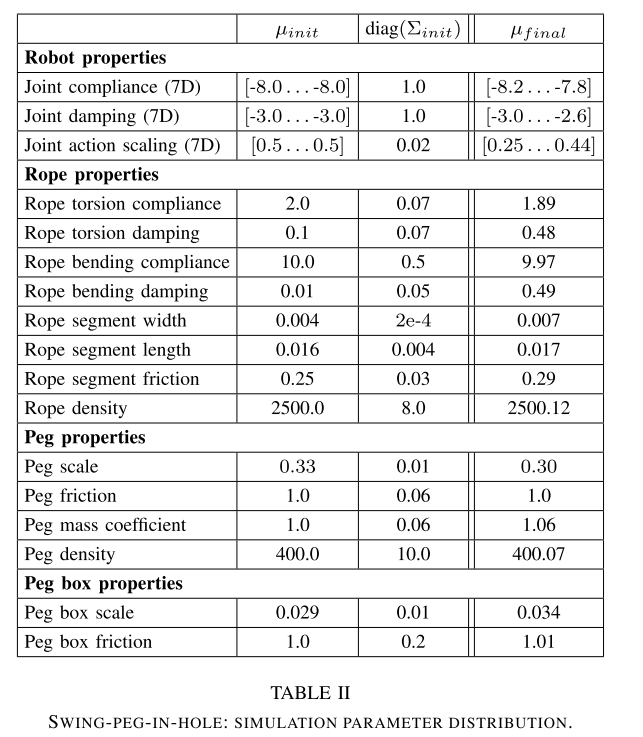 μinit diag(Σinit) μfinal
Robot properties
Joint compliance (7D) [-8.0 . . . -8.0] 1.0 [-8.2 . . . -7.8]
Joint damping (7D) [-3.0 . . . -3.0] 1.0 [-3.0 . . . -2.6]
Joint action scaling (7D) [0.5 . . . 0.5] 0.02 [0.25 . . . 0.44]
Rope properties
Rope torsion compliance 2.0 0.07 1.89
Rope torsion damping 0.1 0.07 0.48
Rope bending compliance 10.0 0.5 9.97
Rope bending damping 0.01 0.05 0.49
Rope segment width 0.004 2e-4 0.007
Rope segment length 0.016 0.004 0.017
Rope segment friction 0.25 0.03 0.29
Rope density 2500.0 8.0 2500.12
Peg properties
Peg scale 0.33 0.01 0.30
Peg friction 1.0 0.06 1.0
Peg mass coefficient 1.0 0.06 1.06
Peg density 400.0 10.0 400.07
Peg box properties
Peg box scale 0.029 0.01 0.034
Peg box friction 1.0 0.2 1.01
TABLE II
SWING-PEG-IN-HOLE: SIMULATION PARAMETER DISTRIBUTION.